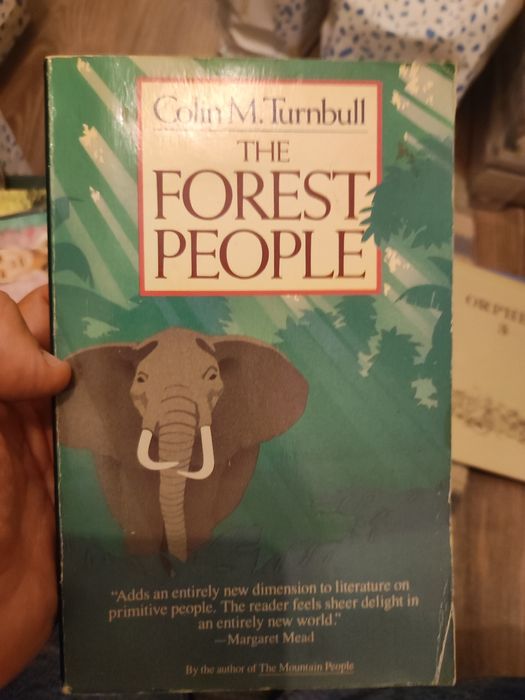 Colin M. Turnbull
THE
FOREST
PEOPLE
"Adds an entirely new dimension to literature on
primitive people. The reader feels sheer delight in
an entirely new world."
—Margaret Mead
By the author of The Mountain People
3